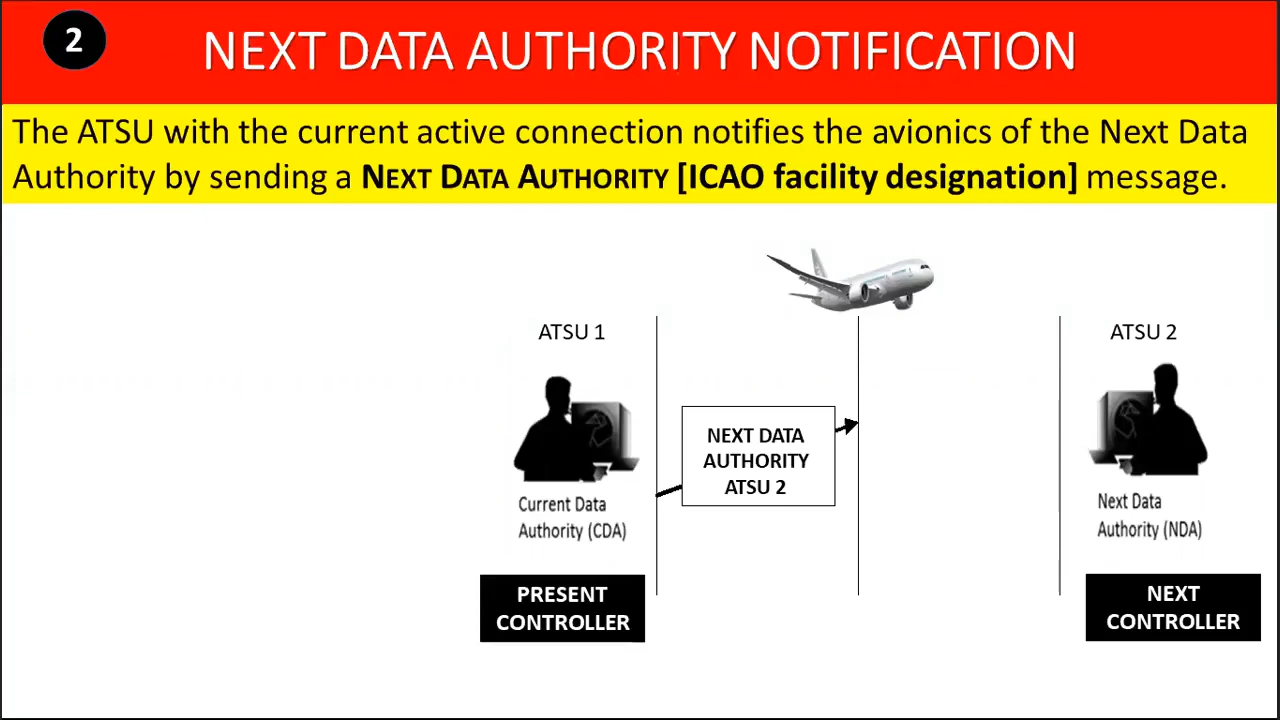 2
NEXT DATA AUTHORITY NOTIFICATION
The ATSU with the current active connection notifies the avionics of the Next Data
Authority by sending a NEXT DATA AUTHORITY [ICAO facility designation] message.
ATSU 1
ATSU 2
NEXT DATA
AUTHORITY
ATSU 2
Current Data
Authority (CDA)
Next Data
Authority (NDA)
PRESENT
CONTROLLER
NEXT
CONTROLLER